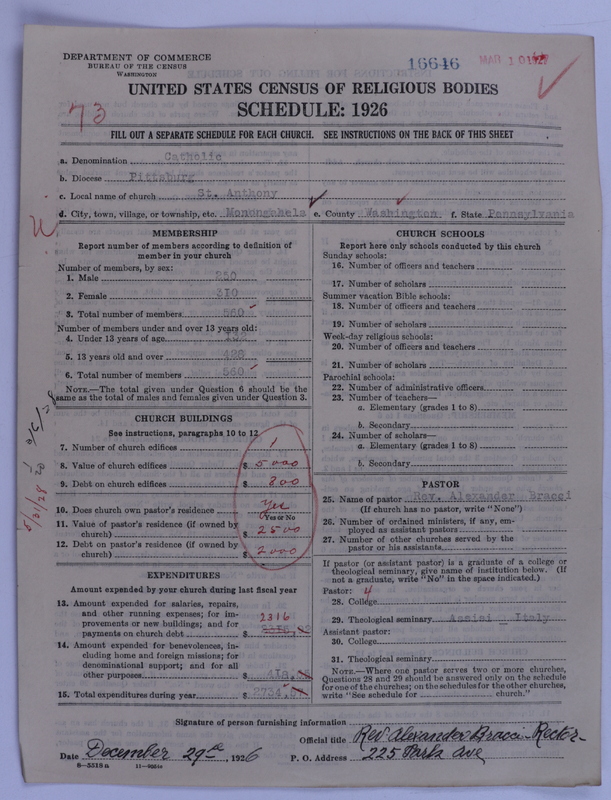 DEPARTMENT OF COMMERCE
BUREAU OF THE CENSUS
WASHINGTON
16646
MAR 10 1927
UNITED STATES CENSUS OF RELIGIOUS BODIES
SCHEDULE: 1926
73
FILL OUT A SEPARATE SCHEDULE FOR EACH CHURCH. SEE INSTRUCTIONS ON THE BACK OF THIS SHEET
a. Denomination Catholic
b. Diocese Pittsburg
c. Local name of church St. Anthony
d. City, town, village, or township, etc. Monongahela e. County Washington f. State Pennsylvania
MEMBERSHIP
Report number of members according to definition of
member in your church
Number of members, by sex:
1. Male 250
2. Female 310
3. Total number of members 560
Number of members under and over 13 years old:
4. Under 13 years of age 132
5. 13 years old and over 428
6. Total number of members 560
NOTE.—The total given under Question 6 should be the
same as the total of males and females given under Question 3.
CHURCH BUILDINGS
See instructions, paragraphs 10 to 12
7. Number of church edifices 1
8. Value of church edifices $ 5000
9. Debt on church edifices $ 800
10. Does church own pastor's residence Yes
Yes or No
11. Value of pastor's residence (if owned by
church) $ 2500
12. Debt on pastor's residence (if owned by
church) $ 2000
5/21/28
EXPENDITURES
Amount expended by your church during last fiscal year
13. Amount expended for salaries, repairs,
and other running expenses; for im-
provements or new buildings; and for 2316
payments on church debt $
14. Amount expended for benevolences, in-
cluding home and foreign missions; for
denominational support; and for all
other purposes $ 418
15. Total expenditures during year $ 2734
CHURCH SCHOOLS
Report here only schools conducted by this church
Sunday schools:
16. Number of officers and teachers
17. Number of scholars
Summer vacation Bible schools:
18. Number of officers and teachers
19. Number of scholars
Week-day religious schools:
20. Number of officers and teachers
21. Number of scholars
Parochial schools:
22. Number of administrative officers
23. Number of teachers—
a. Elementary (grades 1 to 8)
b. Secondary
24. Number of scholars—
a. Elementary (grades 1 to 8)
b. Secondary
PASTOR
25. Name of pastor Rev. Alexander Bracci
(If church has no pastor, write "None")
26. Number of ordained ministers, if any, em-
ployed as assistant pastors
27. Number of other churches served by the
pastor or his assistants
If pastor (or assistant pastor) is a graduate of a college or
theological seminary, give name of institution below. (If
not a graduate, write "No" in the space indicated.)
Pastor: 4
28. College
29. Theological seminary Assisi Italy
Assistant pastor:
30. College
31. Theological seminary
NOTE.—Where one pastor serves two or more churches,
Questions 28 and 29 should be answered only on the schedule
for one of the churches; on the schedules for the other churches,
write "See schedule for church."
Signature of person furnishing information
Official title Rev Alexander Bracci - Rector-
Date December 29th, 1926 P. O. Address 225 Park Ave
8-5518a